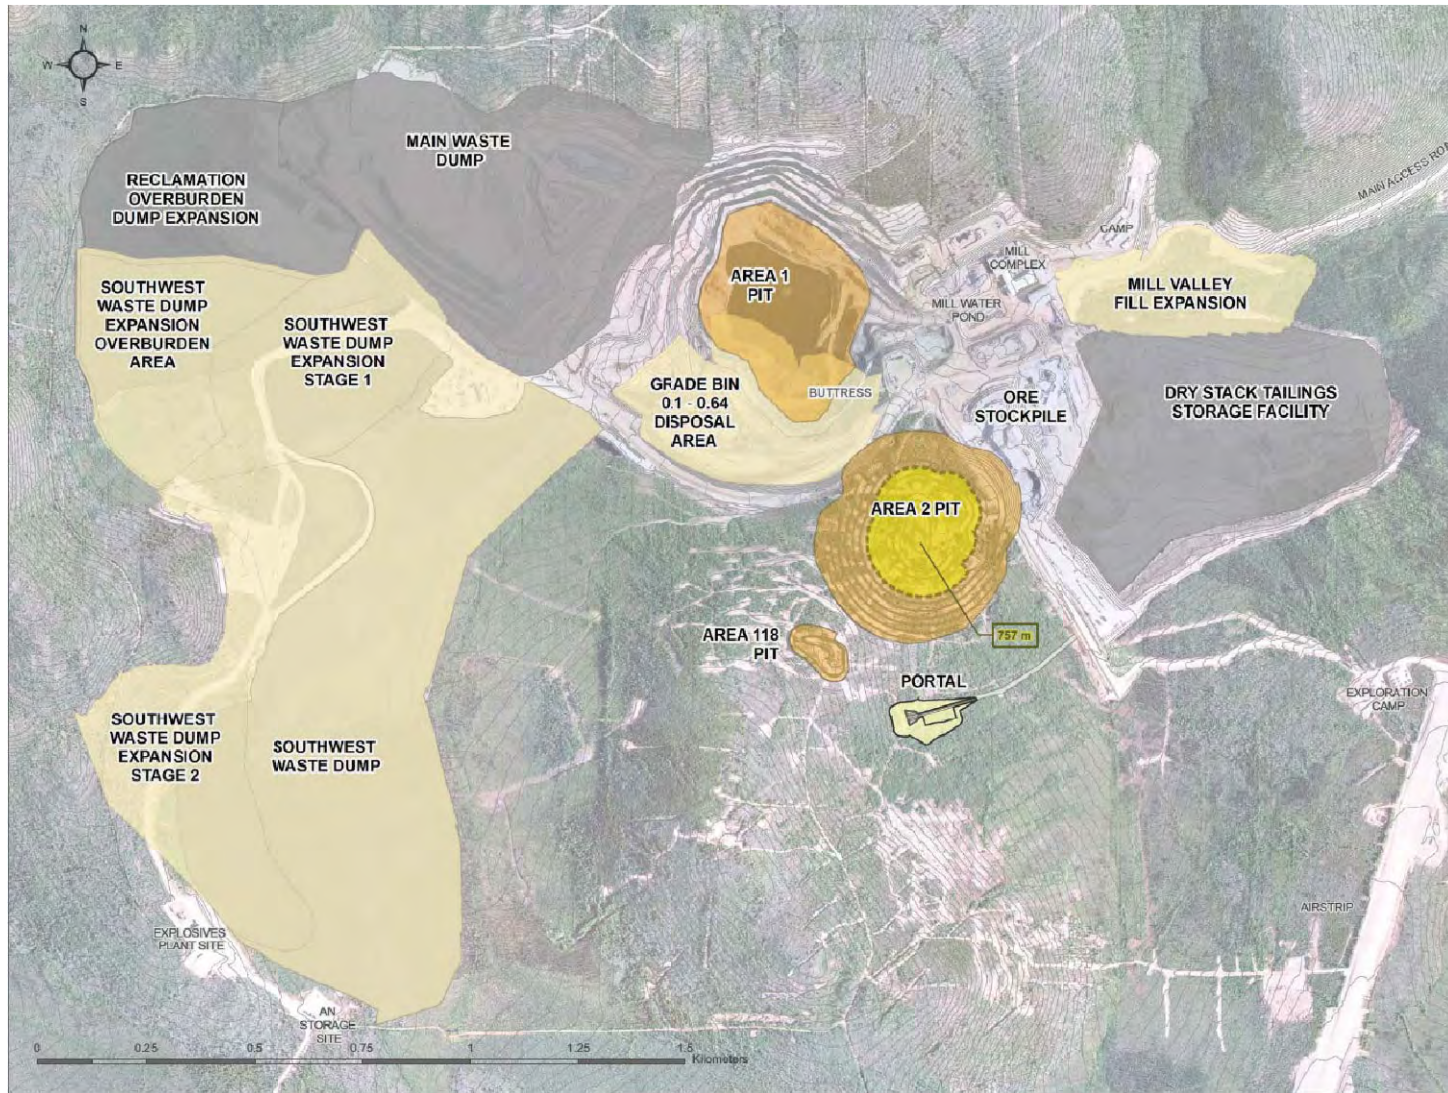 N
W
E
S
MAIN WASTE
DUMP
RECLAMATION
OVERBURDEN
DUMP EXPANSION
MAIN ACCESS ROA
CAMP
MILL
COMPLEX
AREA 1
PIT
MILL VALLEY
FILL EXPANSION
SOUTHWEST
WASTE DUMP
EXPANSION
OVERBURDEN
AREA
MILL WATER
POND
SOUTHWEST
WASTE DUMP
EXPANSION
STAGE 1
GRADE BIN
0.1 - 0.64
DISPOSAL
AREA
BUTTRESS
ORE
STOCKPILE
DRY STACK TAILINGS
STORAGE FACILITY
AREA 2 PIT
757 m
AREA 118
PIT
PORTAL
EXPLORATION
CAMP
SOUTHWEST
WASTE DUMP
EXPANSION
STAGE 2
SOUTHWEST
WASTE DUMP
AIRSTRIP
EXPLOSIVES
PLANT SITE
AN
STORAGE
SITE
0 0.25 0.5 0.75 1 1.25 1.5
Kilometers